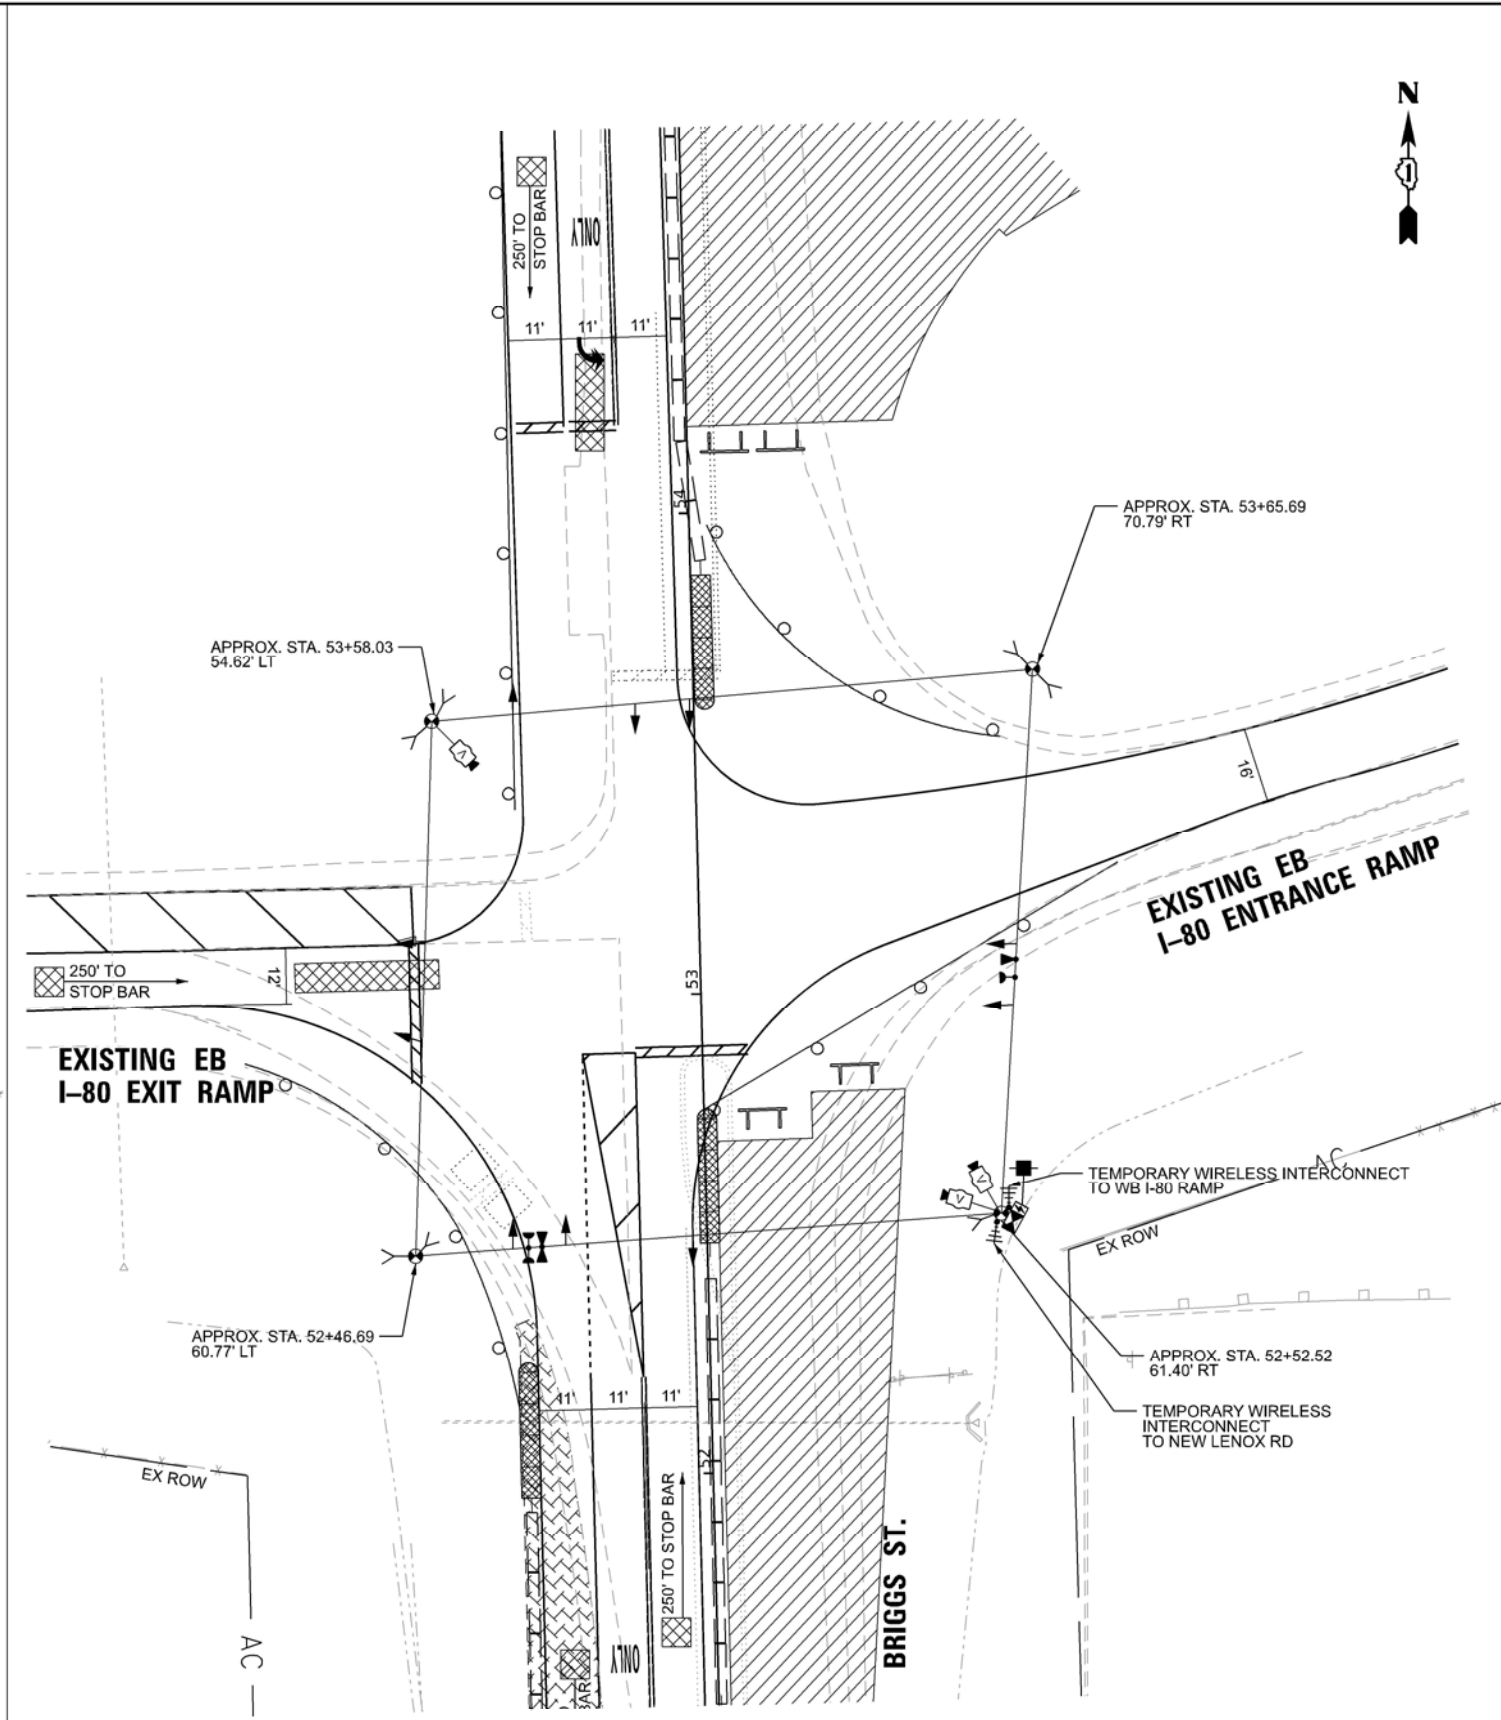 N
250' TO
STOP BAR
ONLY
11'
11'
11'
54
APPROX. STA. 53+65.69
70.79' RT
APPROX. STA. 53+58.03
54.62' LT
16'
EXISTING EB
I-80 ENTRANCE RAMP
250' TO
STOP BAR
12'
53
EXISTING EB
I-80 EXIT RAMP
V
V
V
AC
TEMPORARY WIRELESS INTERCONNECT
TO WB I-80 RAMP
EX ROW
APPROX. STA. 52+46.69
60.77' LT
APPROX. STA. 52+52.52
61.40' RT
11'
11'
11'
TEMPORARY WIRELESS
INTERCONNECT
TO NEW LENOX RD
52
EX ROW
250' TO STOP BAR
BRIGGS ST.
ONLY
AC
BAR